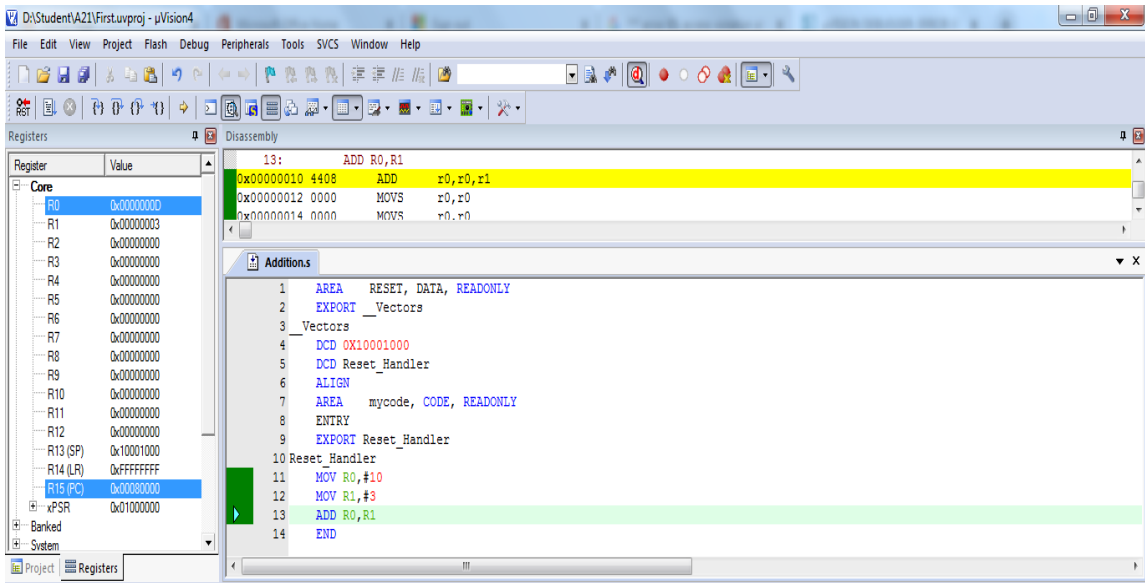 D:\Student\A21\First.uvproj - µVision4
File Edit View Project Flash Debug Peripherals Tools SVCS Window Help
RST
Registers
Register Value
Core
R0 0x0000000D
R1 0x00000003
R2 0x00000000
R3 0x00000000
R4 0x00000000
R5 0x00000000
R6 0x00000000
R7 0x00000000
R8 0x00000000
R9 0x00000000
R10 0x00000000
R11 0x00000000
R12 0x00000000
R13 (SP) 0x10001000
R14 (LR) 0xFFFFFFFF
R15 (PC) 0x00080000
xPSR 0x01000000
Banked
System
Project Registers
Disassembly
13: ADD R0,R1
0x00000010 4408 ADD r0,r0,r1
0x00000012 0000 MOVS r0,r0
0x00000014 0000 MOVS r0,r0
Addition.s
1 AREA RESET, DATA, READONLY
2 EXPORT __Vectors
3 __Vectors
4 DCD 0X10001000
5 DCD Reset_Handler
6 ALIGN
7 AREA mycode, CODE, READONLY
8 ENTRY
9 EXPORT Reset_Handler
10 Reset_Handler
11 MOV R0,#10
12 MOV R1,#3
13 ADD R0,R1
14 END